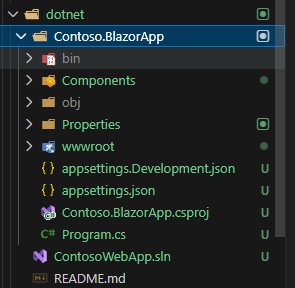 dotnet
Contoso.BlazorApp
bin
Components
obj
Properties
wwwroot
{ } appsettings.Development.json U
{ } appsettings.json U
Contoso.BlazorApp.csproj U
C# Program.cs U
ContosoWebApp.sln U
README.md